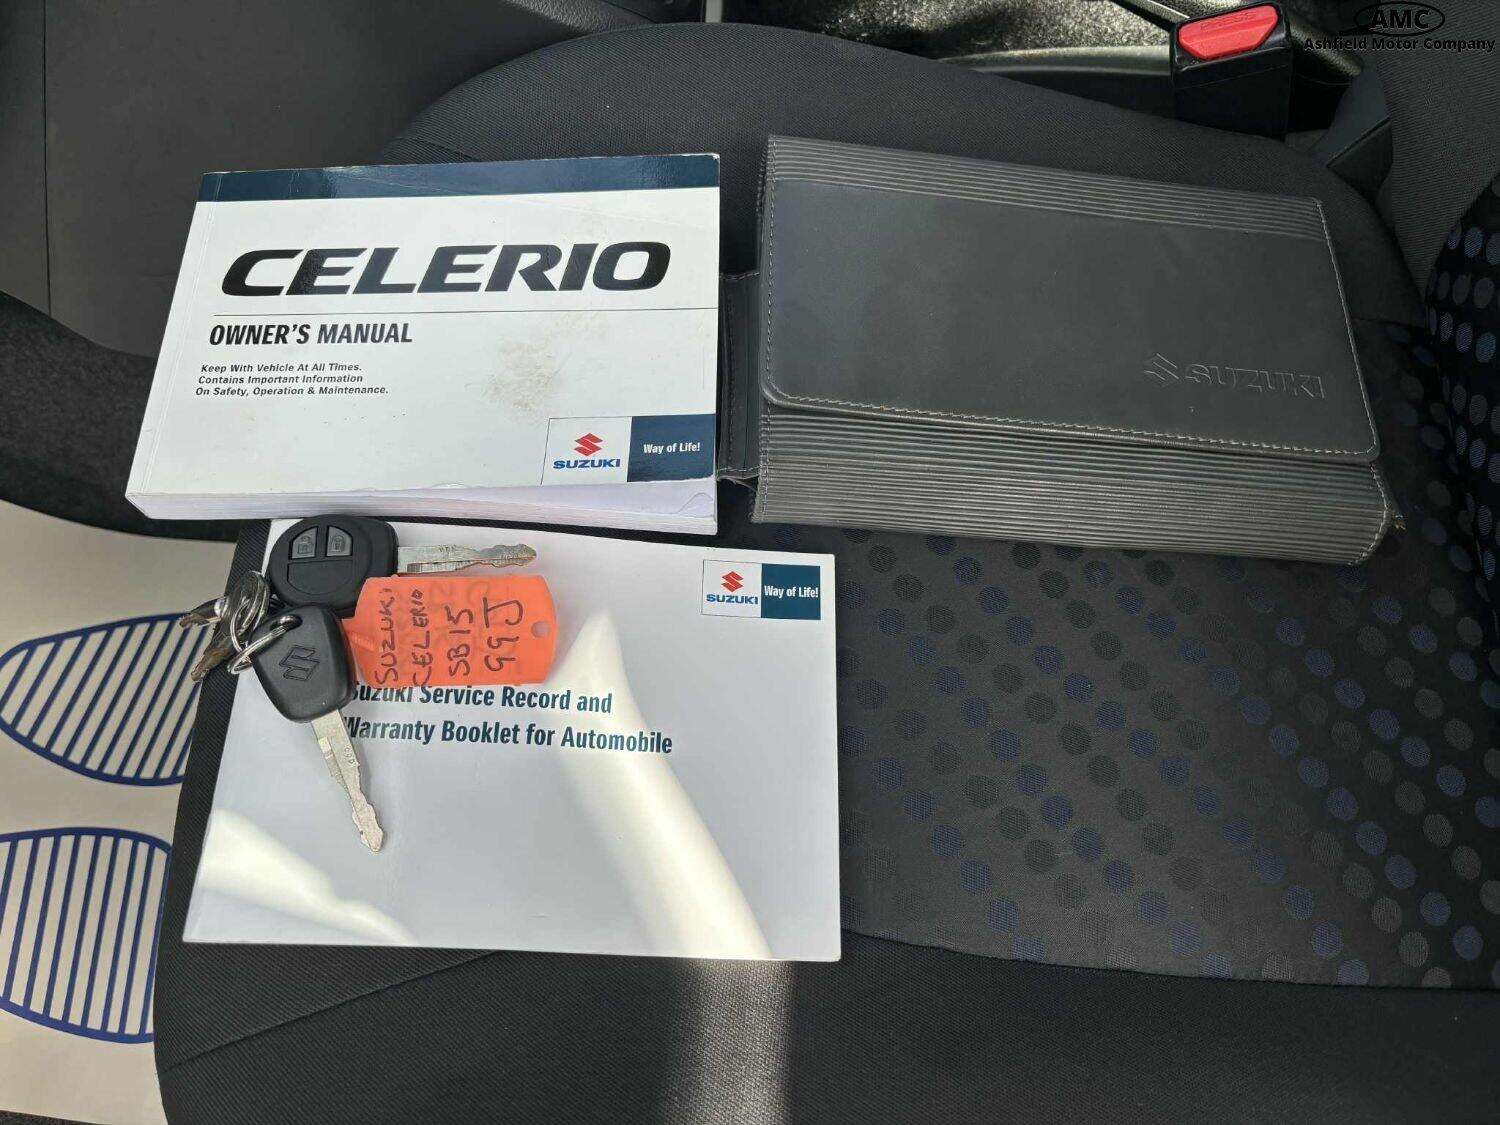 AMC
Ashfield Motor Company
CELERIO
OWNER'S MANUAL
Keep With Vehicle At All Times.
Contains Important Information
On Safety, Operation & Maintenance.
SUZUKI
Way of Life!
SUZUKI
SUZUKI
Way of Life!
SUZUKI
CELERIO
SB15
GGJ
Suzuki Service Record and
Warranty Booklet for Automobile